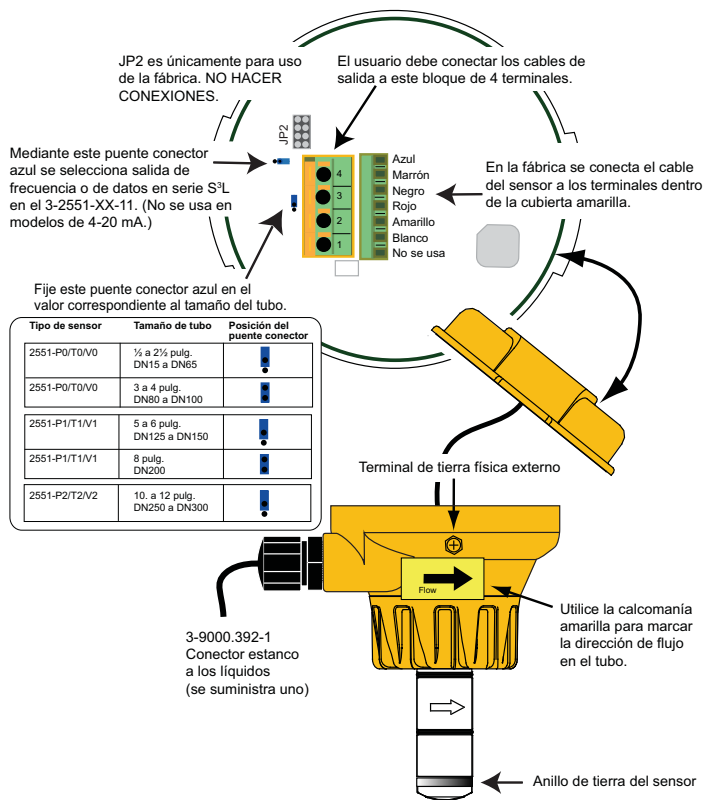 JP2 es únicamente para uso
de la fábrica. NO HACER
CONEXIONES.
El usuario debe conectar los cables de
salida a este bloque de 4 terminales.
JP2
Mediante este puente conector
azul se selecciona salida de
frecuencia o de datos en serie S³L
en el 3-2551-XX-11. (No se usa en
modelos de 4-20 mA.)
4
3
2
1
Azul
Marrón
Negro
Rojo
Amarillo
Blanco
No se usa
En la fábrica se conecta el cable
del sensor a los terminales dentro
de la cubierta amarilla.
Fije este puente conector azul en el
valor correspondiente al tamaño del tubo.
Tipo de sensor Tamaño de tubo Posición del
puente conector
2551-P0/T0/V0 ½ a 2½ pulg.
DN15 a DN65
2551-P0/T0/V0 3 a 4 pulg.
DN80 a DN100
2551-P1/T1/V1 5 a 6 pulg.
DN125 a DN150
2551-P1/T1/V1 8 pulg.
DN200
2551-P2/T2/V2 10. a 12 pulg.
DN250 a DN300
Terminal de tierra física externo
Flow
3-9000.392-1
Conector estanco
a los líquidos
(se suministra uno)
Utilice la calcomanía
amarilla para marcar
la dirección de flujo
en el tubo.
Anillo de tierra del sensor